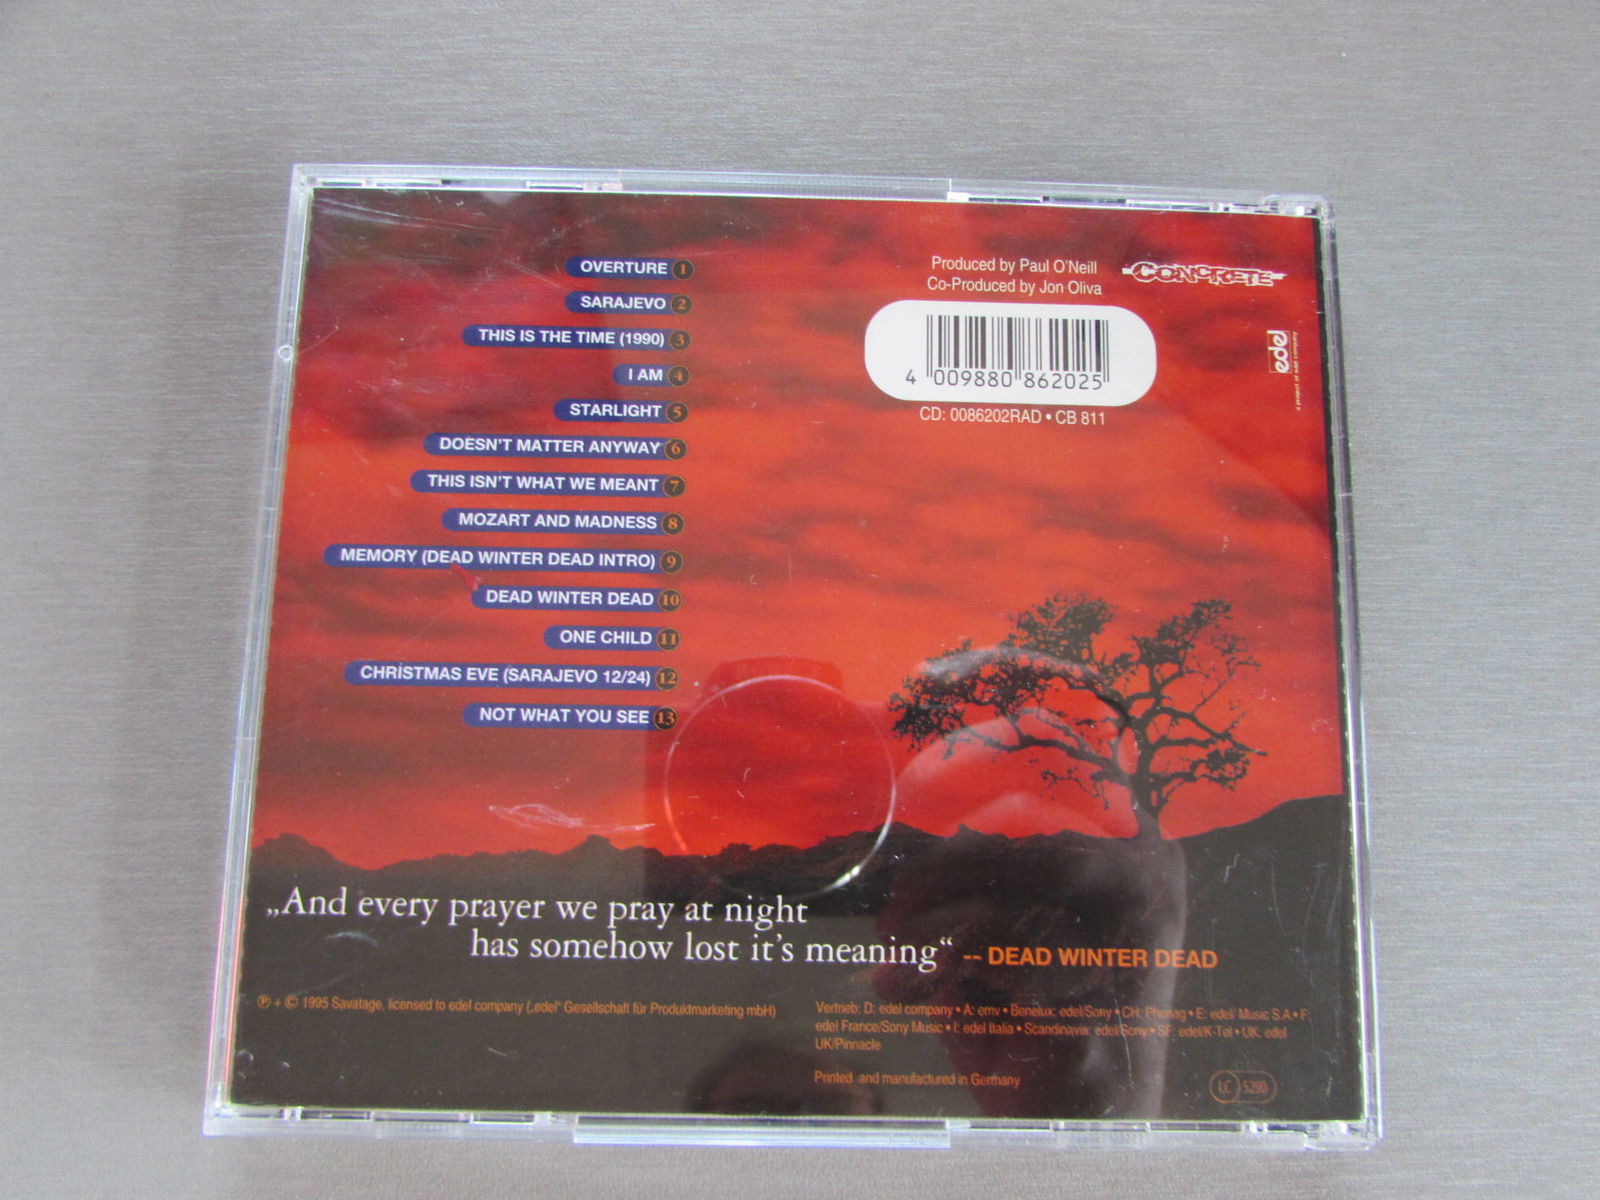 OVERTURE 1
SARAJEVO 2
THIS IS THE TIME (1990) 3
I AM 4
STARLIGHT 5
DOESN'T MATTER ANYWAY 6
THIS ISN'T WHAT WE MEANT 7
MOZART AND MADNESS 8
MEMORY (DEAD WINTER DEAD INTRO) 9
DEAD WINTER DEAD 10
ONE CHILD 11
CHRISTMAS EVE (SARAJEVO 12/24) 12
NOT WHAT YOU SEE 13
Produced by Paul O'Neill
Co-Produced by Jon Oliva
CONCRETE
4 009880 862025
CD: 0086202RAD • CB 811
edel
a project of edel company
„And every prayer we pray at night
has somehow lost it's meaning“ -- DEAD WINTER DEAD
℗ + © 1995 Savatage, licensed to edel company („edel“ Gesellschaft für Produktmarketing mbH)
Vertrieb: D: edel company • A: emv • Benelux: edel/Sony • CH: Phonag • E: edel/ Music S.A • F:
edel France/Sony Music • I: edel Italia • Scandinavia: edel/Sony • SF: edel/K-Tel • UK: edel
UK/Pinnacle
Printed and manufactured in Germany
LC 5290